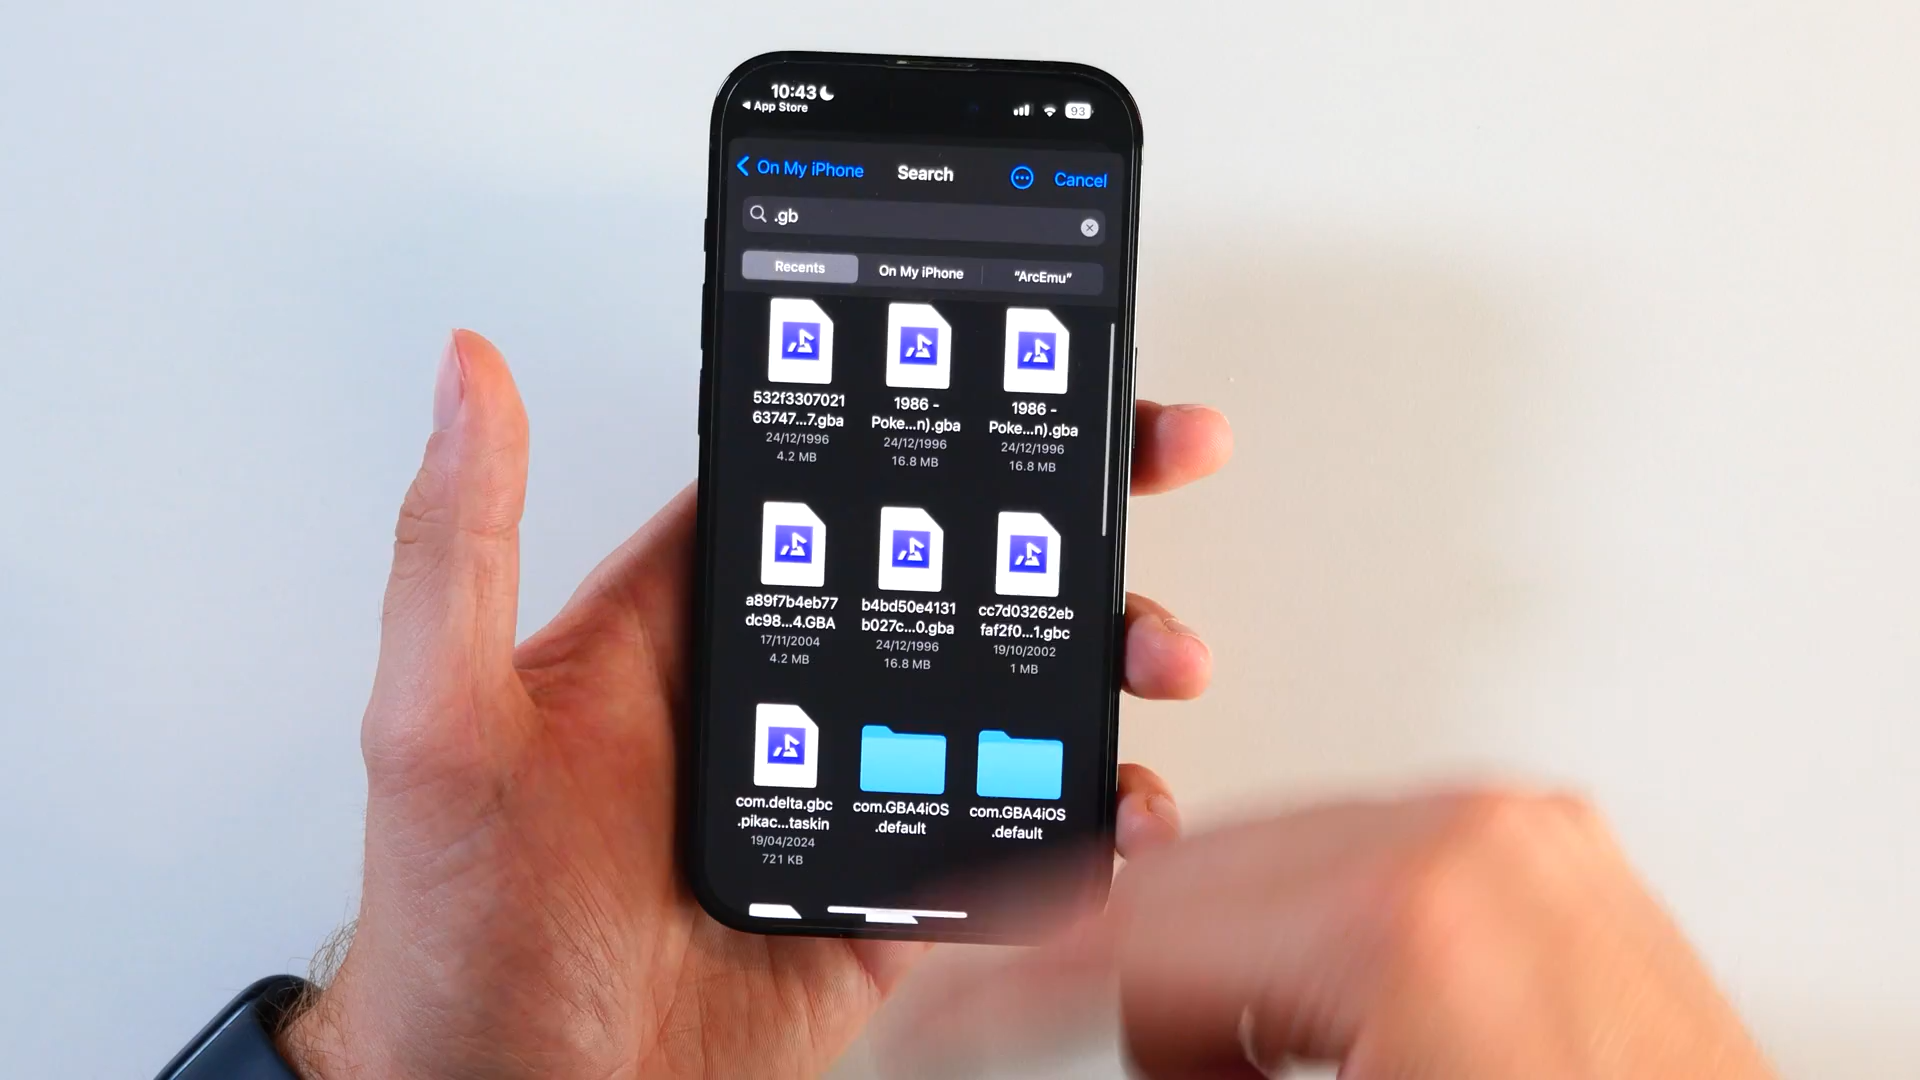 10:43
App Store
93
On My iPhone
Search
Cancel
.gb
Recents
On My iPhone
"ArcEmu"
532f3307021
63747...7.gba
24/12/1996
4.2 MB
1986 -
Poke...n).gba
24/12/1996
16.8 MB
1986 -
Poke...n).gba
24/12/1996
16.8 MB
a89f7b4eb77
dc98...4.GBA
17/11/2004
4.2 MB
b4bd50e4131
b027c...0.gba
24/12/1996
16.8 MB
cc7d03262eb
faf2f0...1.gbc
19/10/2002
1 MB
com.delta.gbc
.pikac...taskin
19/04/2024
721 KB
com.GBA4iOS
.default
com.GBA4iOS
.default